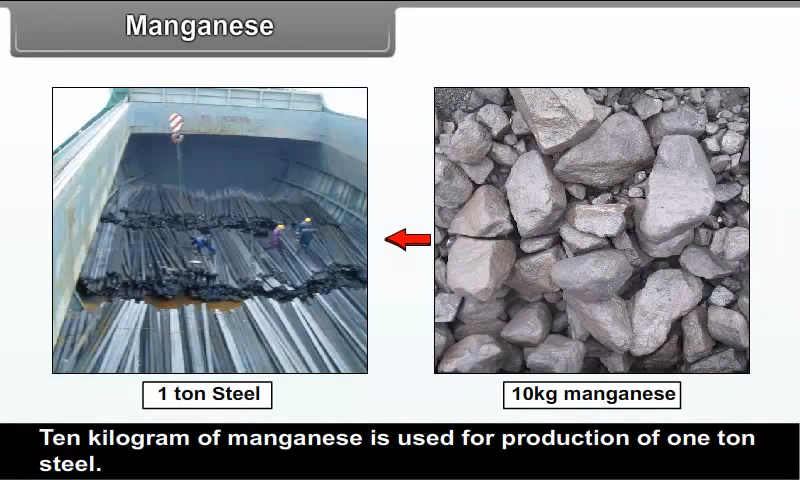 Manganese
1 ton Steel
10kg manganese
Ten kilogram of manganese is used for production of one ton
steel.